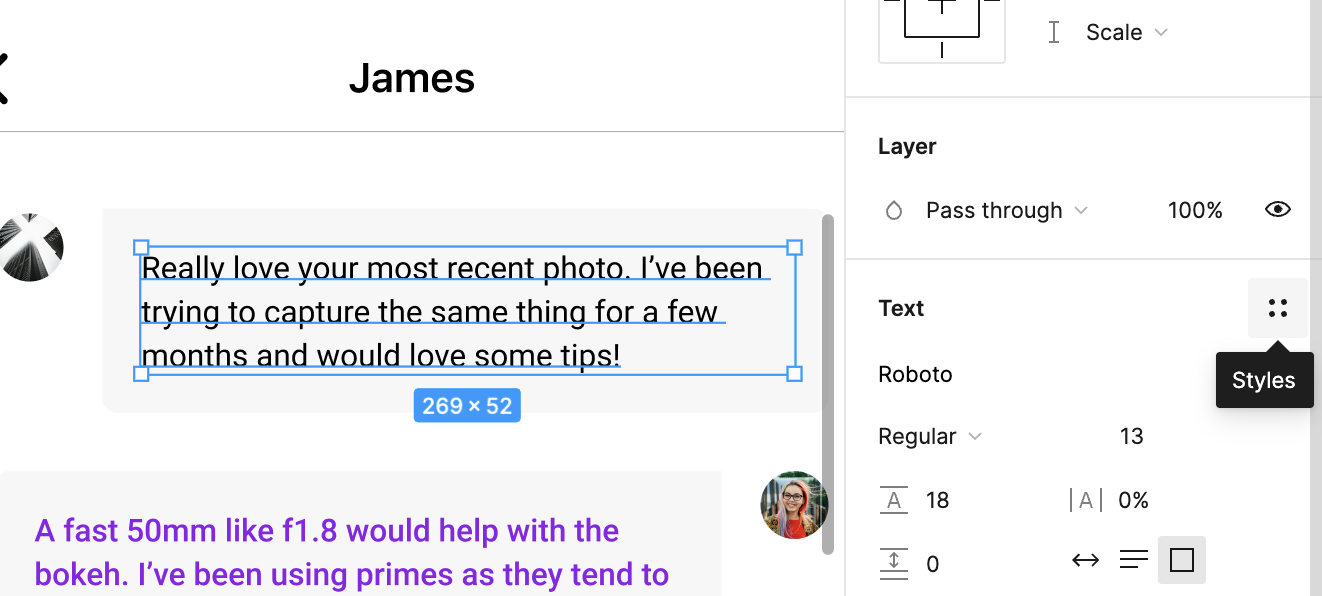 James
Really love your most recent photo. I’ve been
trying to capture the same thing for a few
months and would love some tips!
269 × 52
A fast 50mm like f1.8 would help with the
bokeh. I’ve been using primes as they tend to
Scale
Layer
Pass through 100%
Text
Styles
Roboto
Regular 13
A 18 |A| 0%
0